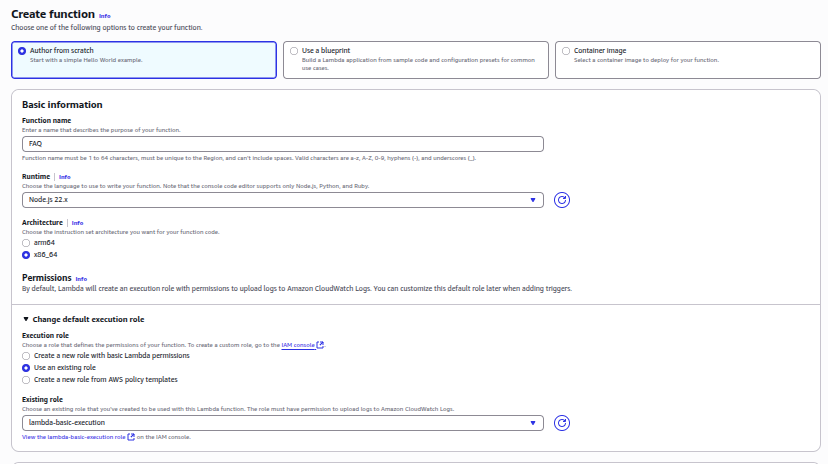 Create function Info
Choose one of the following options to create your function.
Author from scratch
Start with a simple Hello World example.
Use a blueprint
Build a Lambda application from sample code and configuration presets for common
use cases.
Container image
Select a container image to deploy for your function.
Basic information
Function name
Enter a name that describes the purpose of your function.
FAQ
Function name must be 1 to 64 characters, must be unique to the Region, and can't include spaces. Valid characters are a-z, A-Z, 0-9, hyphens (-), and underscores (_).
Runtime Info
Choose the language to use to write your function. Note that the console code editor supports only Node.js, Python, and Ruby.
Node.js 22.x
Architecture Info
Choose the instruction set architecture you want for your function code.
arm64
x86_64
Permissions Info
By default, Lambda will create an execution role with permissions to upload logs to Amazon CloudWatch Logs. You can customize this default role later when adding triggers.
Change default execution role
Execution role
Choose a role that defines the permissions of your function. To create a custom role, go to the IAM console.
Create a new role with basic Lambda permissions
Use an existing role
Create a new role from AWS policy templates
Existing role
Choose an existing role that you've created to be used with this Lambda function. The role must have permission to upload logs to Amazon CloudWatch Logs.
lambda-basic-execution
View the lambda-basic-execution role on the IAM console.